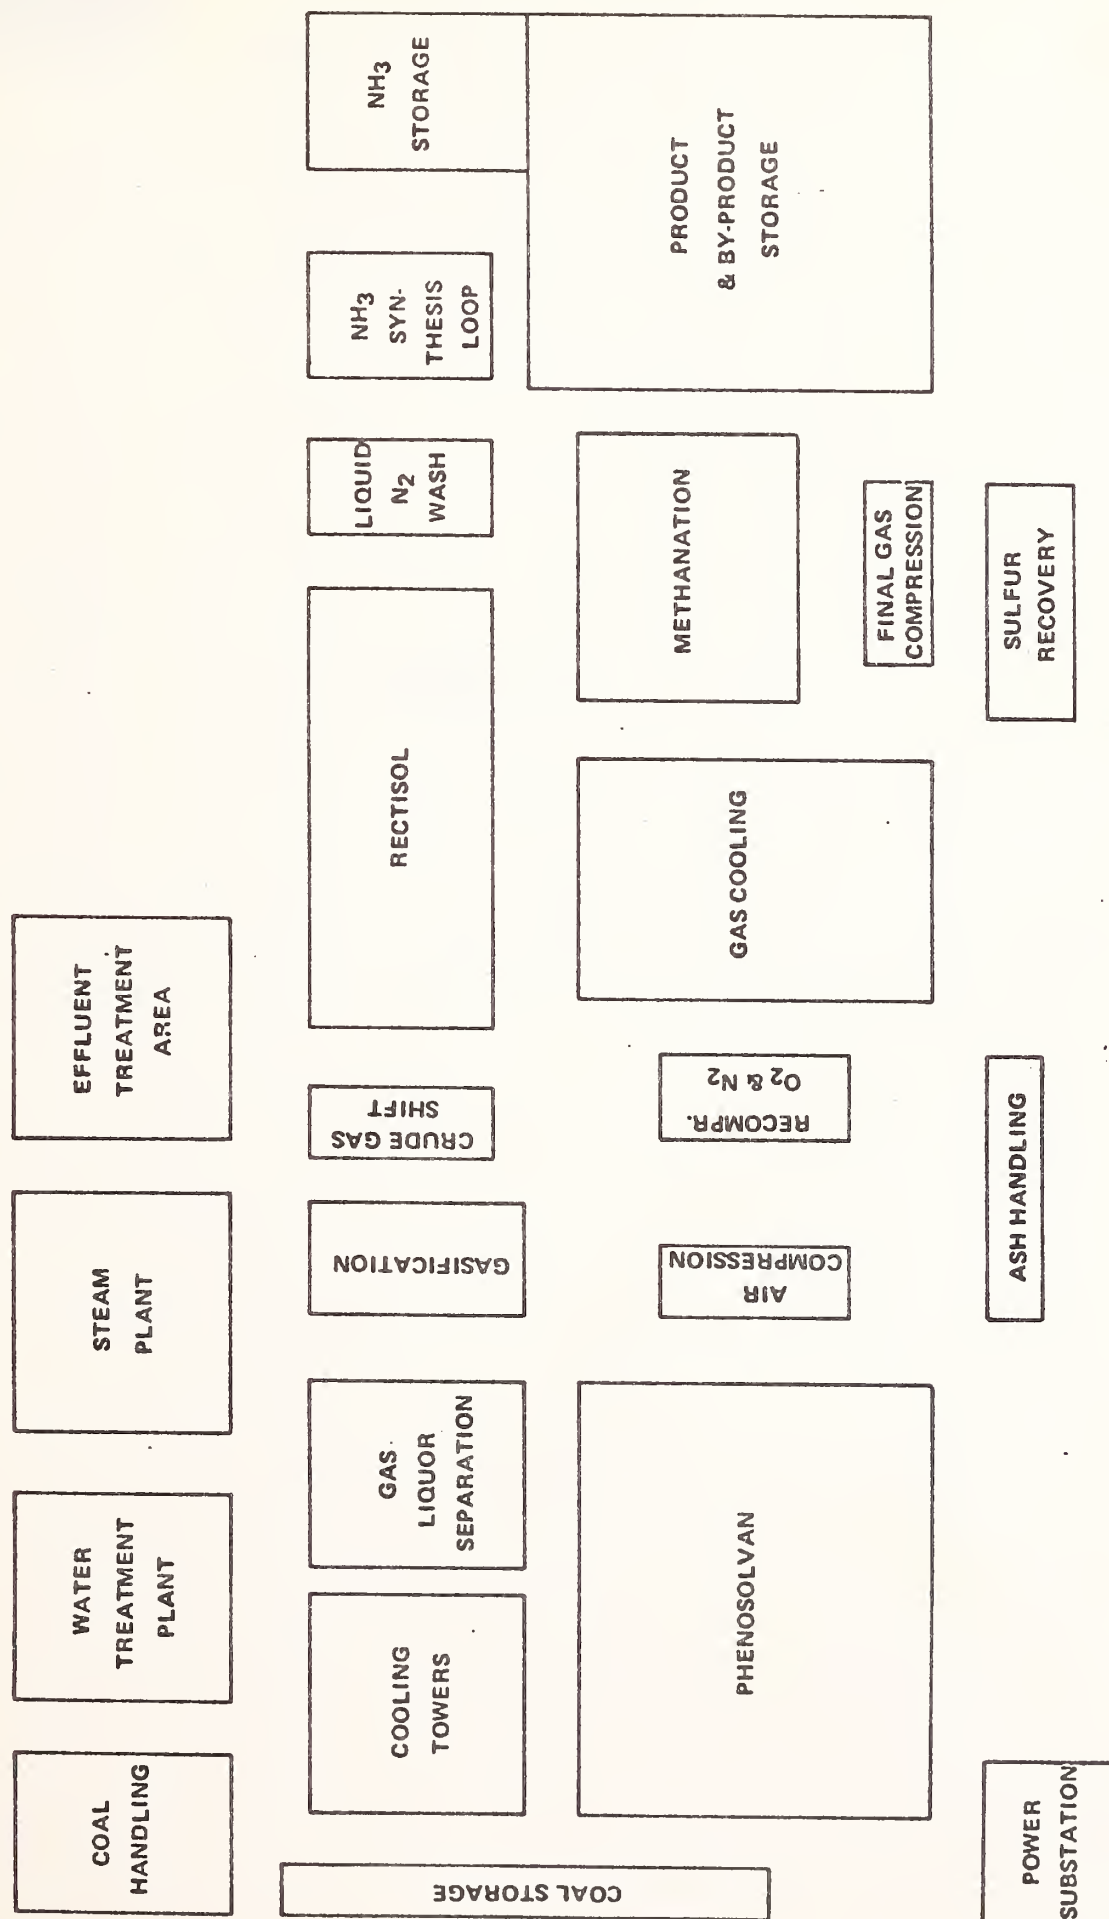 COAL
HANDLING
WATER
TREATMENT
PLANT
STEAM
PLANT
EFFLUENT
TREATMENT
AREA
COAL STORAGE
COOLING
TOWERS
GAS
LIQUOR
SEPARATION
GASIFICATION
CRUDE GAS
SHIFT
RECTISOL
LIQUID
N2
WASH
NH3
SYN-
THESIS
LOOP
NH3
STORAGE
PHENOSOLVAN
AIR
COMPRESSION
RECOMPR.
O2 & N2
GAS COOLING
METHANATION
FINAL GAS
COMPRESSION
PRODUCT
& BY-PRODUCT
STORAGE
POWER
SUBSTATION
ASH HANDLING
SULFUR
RECOVERY